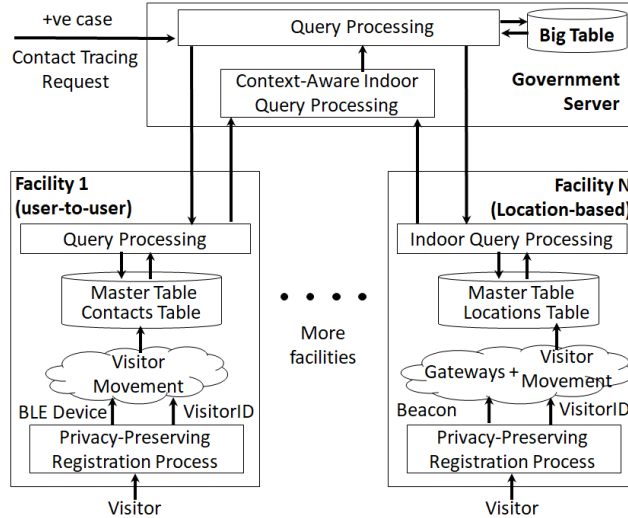 +ve case
Contact Tracing
Request
Query Processing
Big Table
Context-Aware Indoor
Query Processing
Government
Server
Facility 1
(user-to-user)
Query Processing
Master Table
Contacts Table
Visitor
Movement
BLE Device
VisitorID
Privacy-Preserving
Registration Process
Visitor
More
facilities
Facility N
(Location-based)
Indoor Query Processing
Master Table
Locations Table
Visitor
Gateways + Movement
Beacon
VisitorID
Privacy-Preserving
Registration Process
Visitor